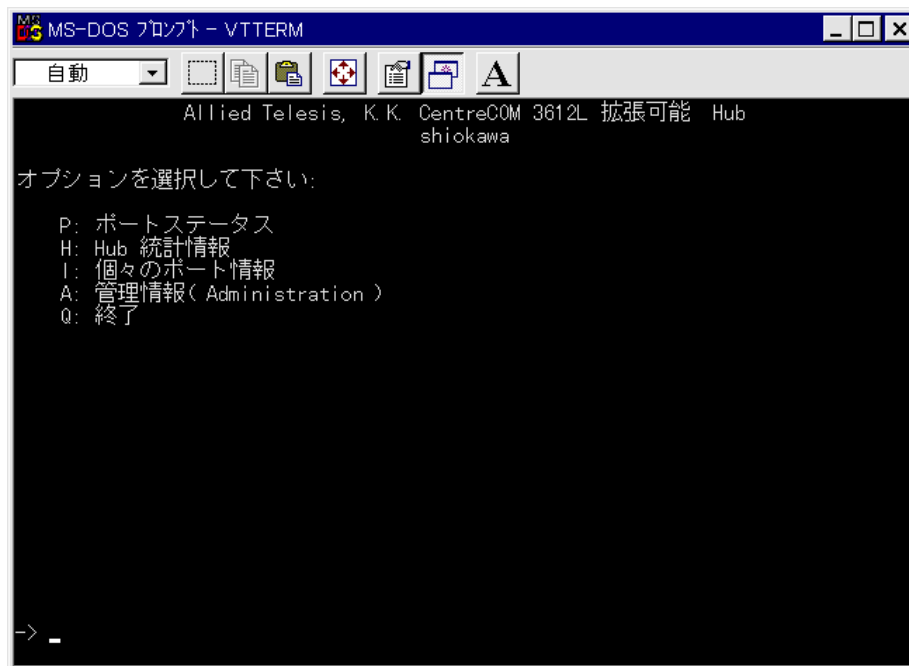 MS-DOS ﾌﾟﾛﾝﾌﾟﾄ - VTTERM
自動
A
Allied Telesis, K.K. CentreCOM 3612L 拡張可能 Hub
shiokawa
オプションを選択して下さい:
P: ポートステータス
H: Hub 統計情報
I: 個々のポート情報
A: 管理情報( Administration )
Q: 終了
-> _